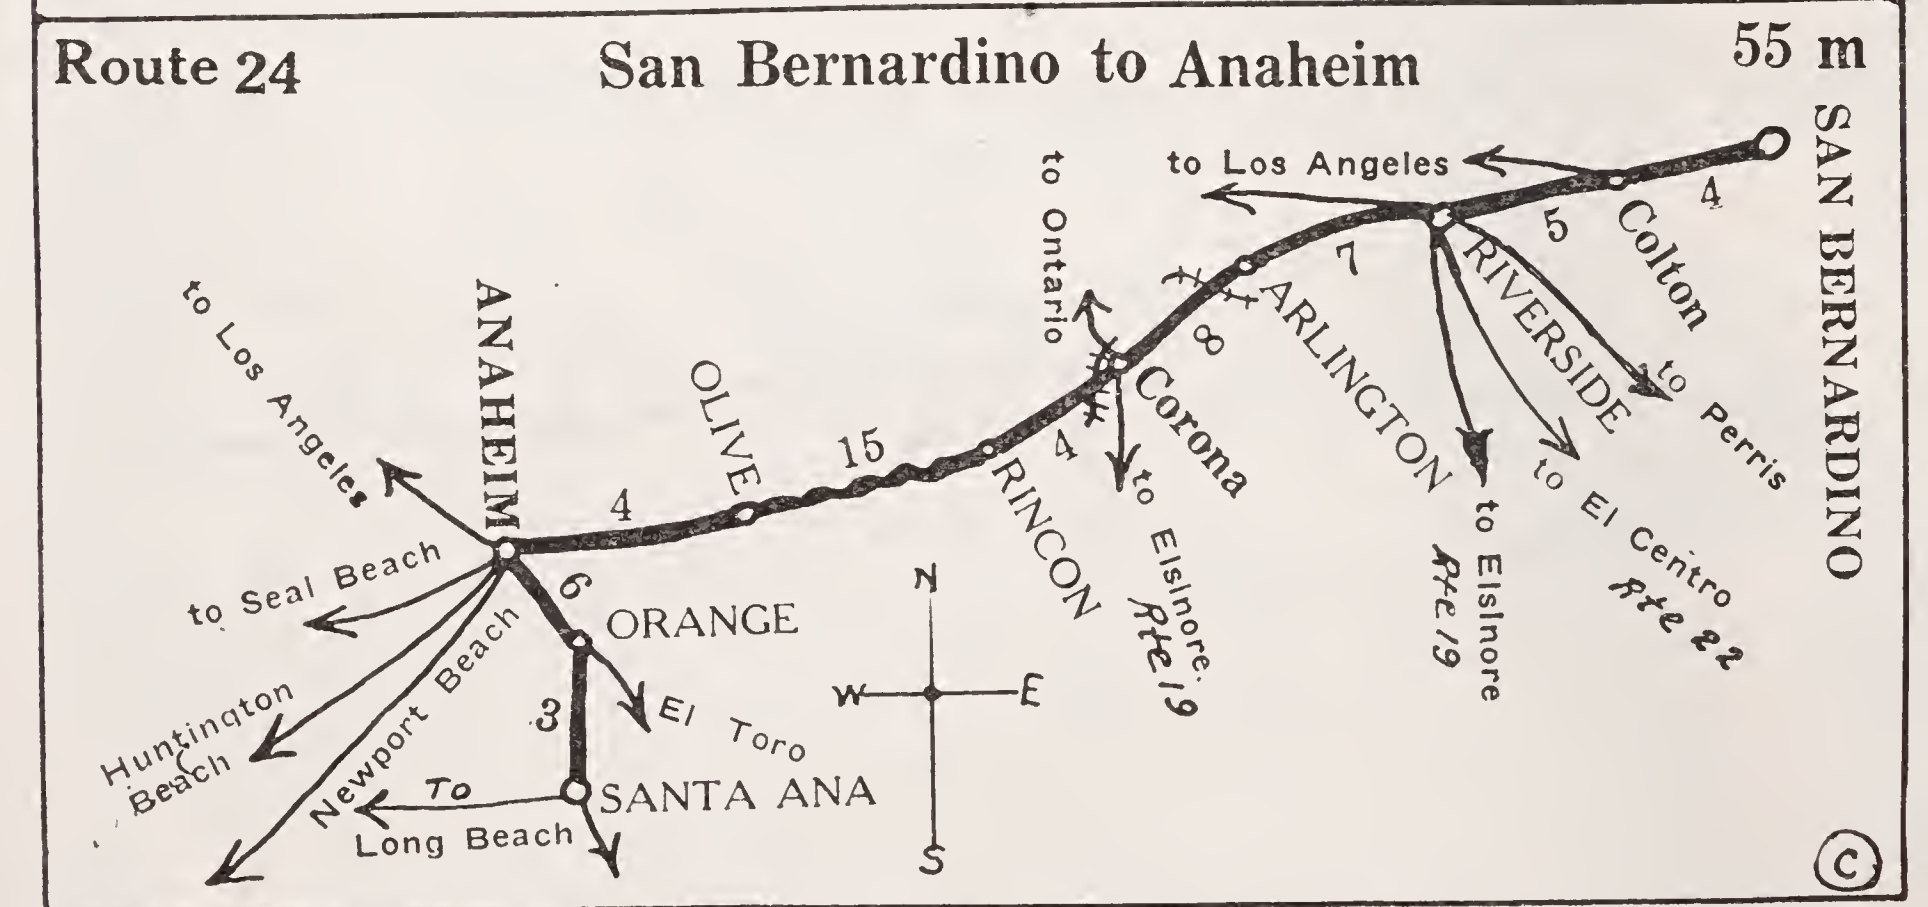 Route 24
San Bernardino to Anaheim
55 m
SAN BERNARDINO
4
Colton
5
to Los Angeles
RIVERSIDE
to Perris
to El Centro
Rte 22
to Elsinore
Rte 19
7
ARLINGTON
8
to Ontario
Corona
to Elsinore.
Rte 19
4
RINCON
15
OLIVE
4
ANAHEIM
to Los Angeles
to Seal Beach
Huntington
Beach
Newport Beach
6
ORANGE
El Toro
3
SANTA ANA
To
Long Beach
N
W
E
S
C